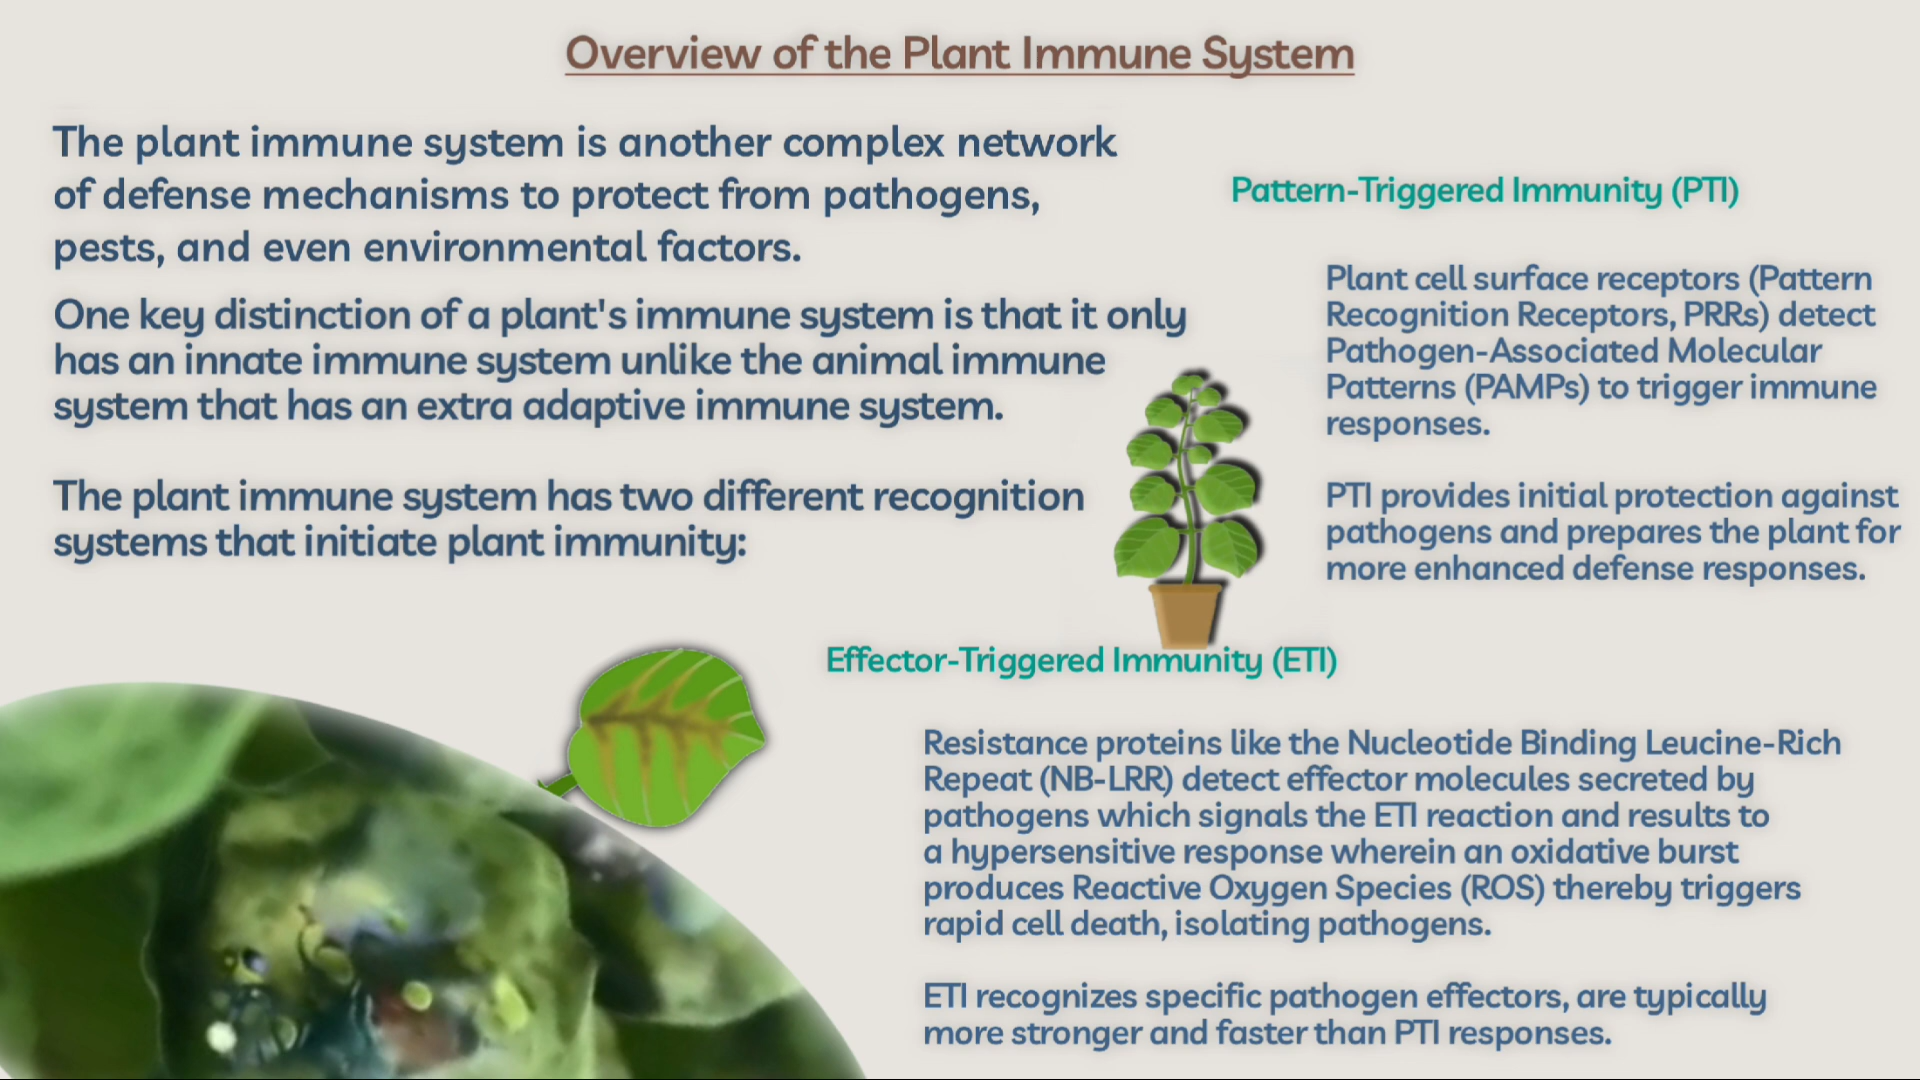 Overview of the Plant Immune System
The plant immune system is another complex network
of defense mechanisms to protect from pathogens,
pests, and even environmental factors.
One key distinction of a plant's immune system is that it only
has an innate immune system unlike the animal immune
system that has an extra adaptive immune system.
The plant immune system has two different recognition
systems that initiate plant immunity:
Pattern-Triggered Immunity (PTI)
Plant cell surface receptors (Pattern
Recognition Receptors, PRRs) detect
Pathogen-Associated Molecular
Patterns (PAMPs) to trigger immune
responses.
PTI provides initial protection against
pathogens and prepares the plant for
more enhanced defense responses.
Effector-Triggered Immunity (ETI)
Resistance proteins like the Nucleotide Binding Leucine-Rich
Repeat (NB-LRR) detect effector molecules secreted by
pathogens which signals the ETI reaction and results to
a hypersensitive response wherein an oxidative burst
produces Reactive Oxygen Species (ROS) thereby triggers
rapid cell death, isolating pathogens.
ETI recognizes specific pathogen effectors, are typically
more stronger and faster than PTI responses.